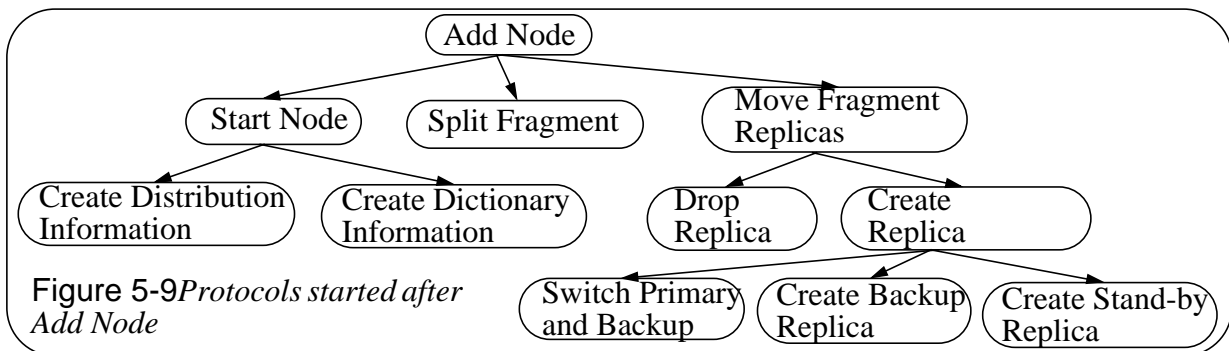 Add Node
Start Node
Split Fragment
Move Fragment
Replicas
Create Distribution
Information
Create Dictionary
Information
Drop
Replica
Create
Replica
Switch Primary
and Backup
Create Backup
Replica
Create Stand-by
Replica
Figure 5-9Protocols started after
Add Node